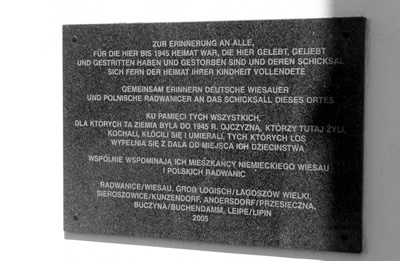 ZUR ERINNERUNG AN ALLE,
FÜR DIE HIER BIS 1945 HEIMAT WAR, DIE HIER GELEBT, GELIEBT
UND GESTRITTEN HABEN UND GESTORBEN SIND UND DEREN SCHICKSAL
SICH FERN DER HEIMAT IHRER KINDHEIT VOLLENDETE
GEMEINSAM ERINNERN DEUTSCHE WIESAUER
UND POLNISCHE RADWANICER AN DAS SCHICKSALL DIESES ORTES
KU PAMIĘCI TYCH WSZYSTKICH,
DLA KTÓRYCH TA ZIEMIA BYŁA DO 1945 R. OJCZYZNĄ, KTÓRZY TUTAJ ŻYLI,
KOCHALI, KŁÓCILI SIĘ I UMIERALI, TYCH KTÓRYCH LOS
WYPEŁNIA SIĘ Z DALA OD MIEJSCA ICH DZIECIŃSTWA
WSPÓLNIE WSPOMINAJĄ ICH MIESZKAŃCY NIEMIECKIEGO WIESAU
I POLSKICH RADWANIC
RADWANICE/WIESAU, GROß LOGISCH/ŁAGOSZÓW WIELKI,
SIEROSZOWICE/KUNZENDORF, ANDERSDORF/PRZESIECZNA,
BUCZYNA/BUCHENDAMM, LEIPE/LIPIN
2005